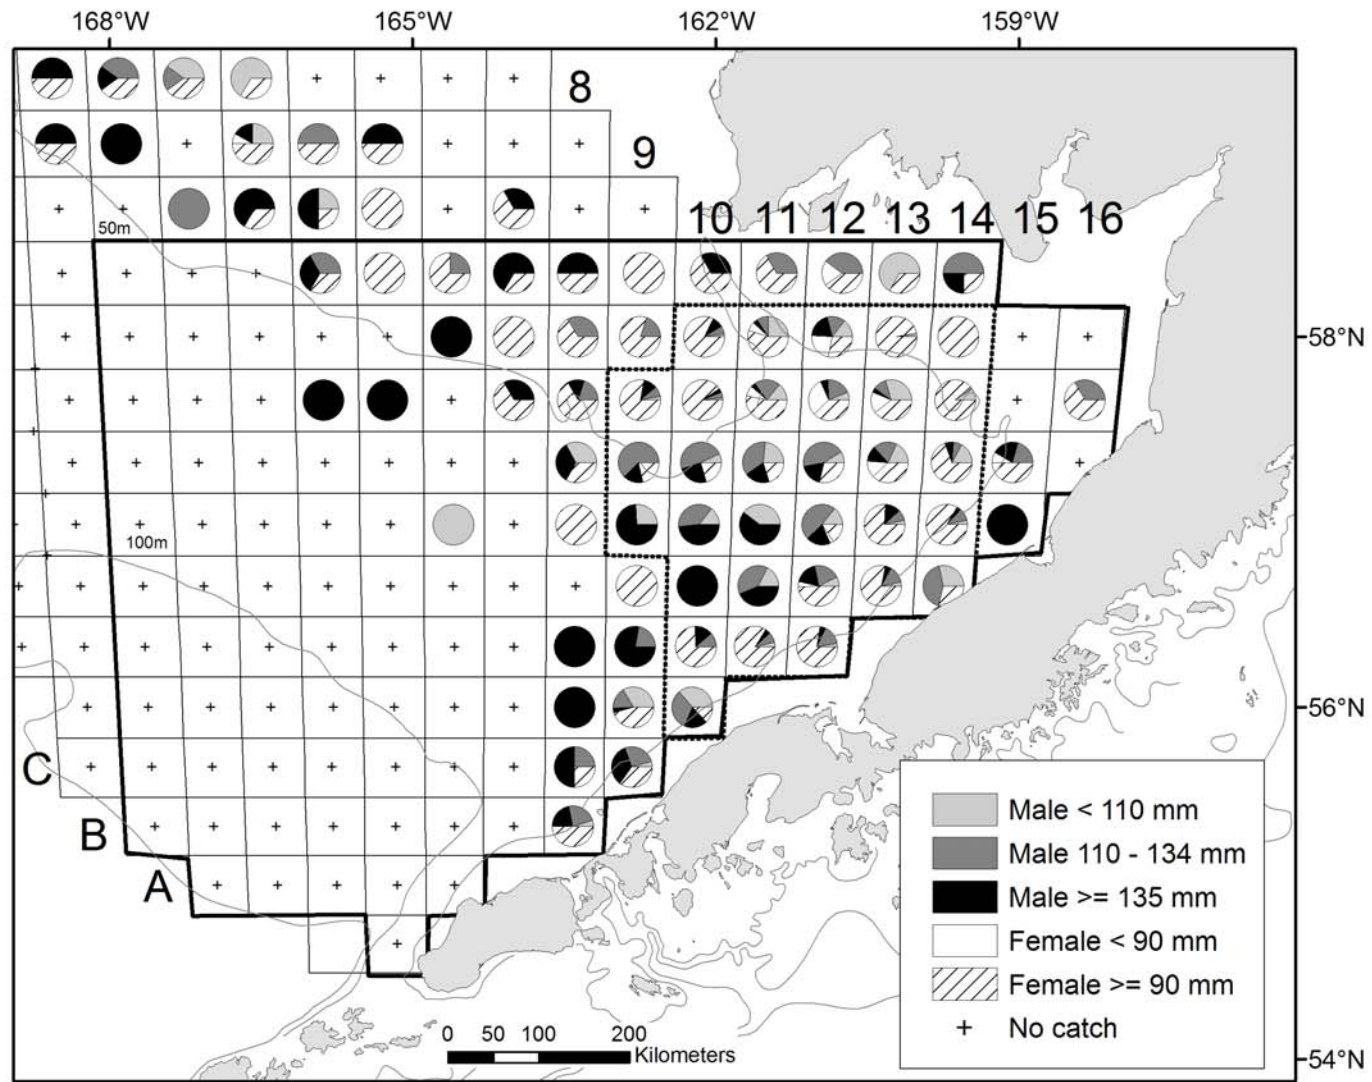 168°W 165°W 162°W 159°W
8
9
10 11 12 13 14 15 16
50m
58°N
100m
56°N
C
B
A
Male < 110 mm
Male 110 - 134 mm
Male >= 135 mm
Female < 90 mm
Female >= 90 mm
+ No catch
0 50 100 200
Kilometers
54°N